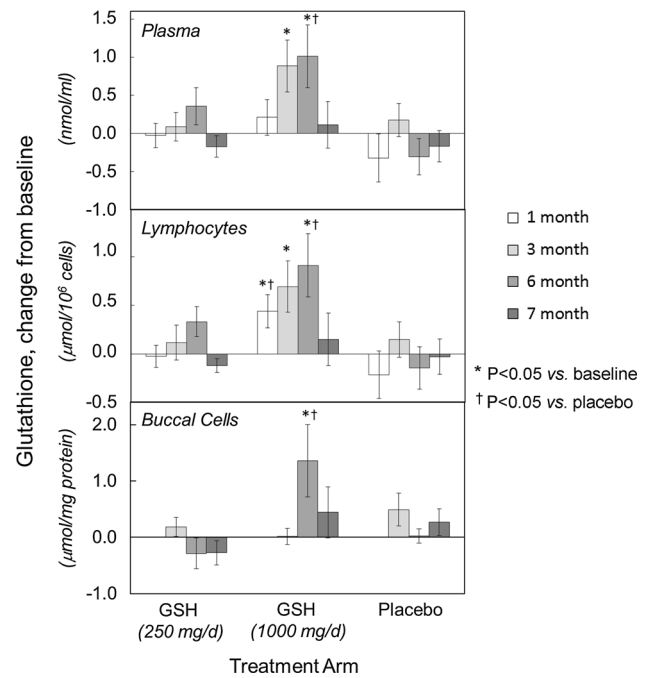 Glutathione, change from baseline
Plasma
(nmol/ml)
1.5
1.0
0.5
0.0
-0.5
-1.0
* *†
Lymphocytes
(μmol/10⁶ cells)
1.0
0.5
0.0
-0.5
*† * *†
Buccal Cells
(μmol/mg protein)
2.0
1.0
0.0
-1.0
*†
GSH
(250 mg/d)
GSH
(1000 mg/d)
Placebo
Treatment Arm
1 month
3 month
6 month
7 month
* P<0.05 vs. baseline
† P<0.05 vs. placebo